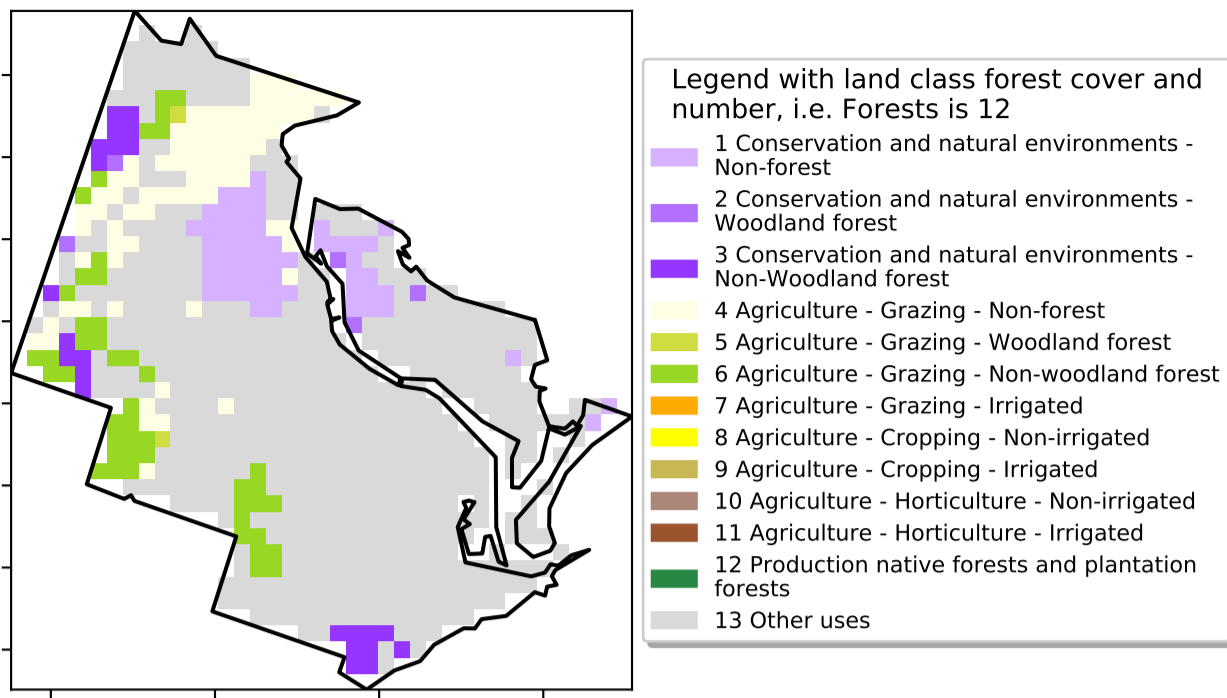 Legend with land class forest cover and
number, i.e. Forests is 12
1 Conservation and natural environments -
Non-forest
2 Conservation and natural environments -
Woodland forest
3 Conservation and natural environments -
Non-Woodland forest
4 Agriculture - Grazing - Non-forest
5 Agriculture - Grazing - Woodland forest
6 Agriculture - Grazing - Non-woodland forest
7 Agriculture - Grazing - Irrigated
8 Agriculture - Cropping - Non-irrigated
9 Agriculture - Cropping - Irrigated
10 Agriculture - Horticulture - Non-irrigated
11 Agriculture - Horticulture - Irrigated
12 Production native forests and plantation
forests
13 Other uses